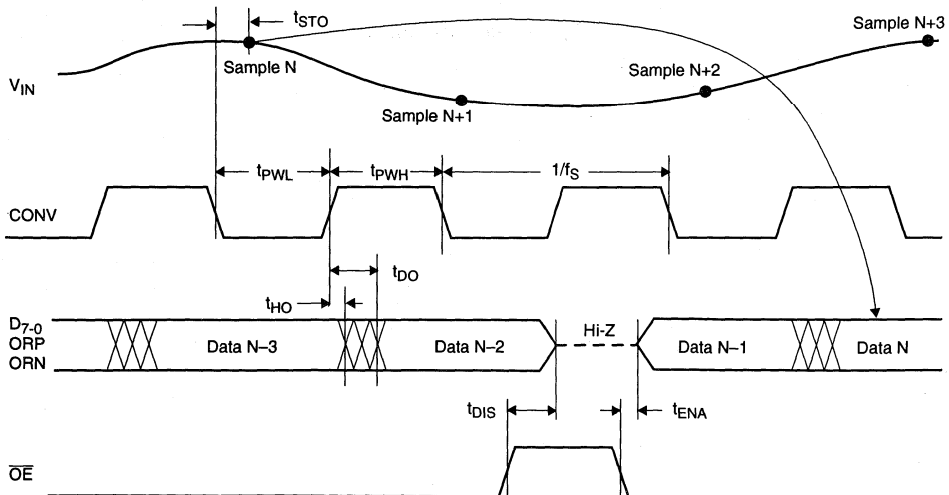 tSTO
Sample N+3
Sample N
Sample N+2
VIN
Sample N+1
tPWL
tPWH
1/fS
CONV
tDO
tHO
D7-0
ORP
ORN
Data N–3
Data N–2
Hi-Z
Data N–1
Data N
tDIS
tENA
OE